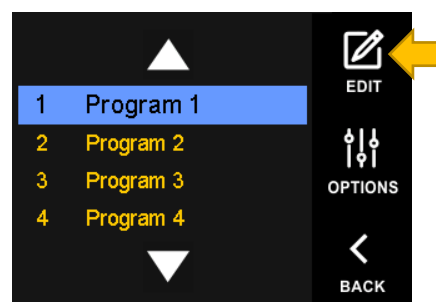 1 Program 1
2 Program 2
3 Program 3
4 Program 4
EDIT
OPTIONS
BACK